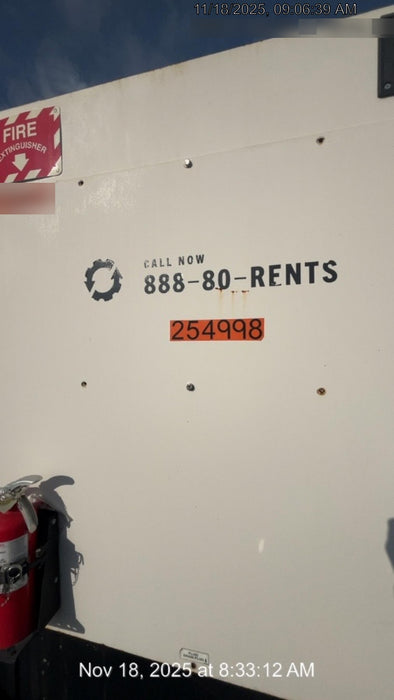 11/18 2025, 09:06:39 AM
FIRE
EXTINGUISHER
CALL NOW
888-80-RENTS
254998
Nov 18, 2025 at 8:33:12 AM